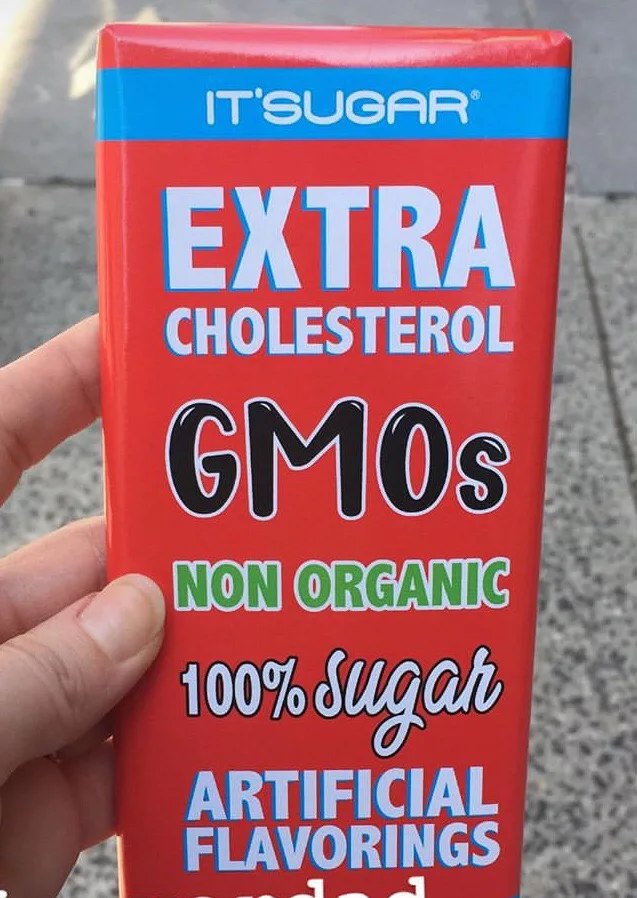 IT'SUGAR®
EXTRA
CHOLESTEROL
GMOs
NON ORGANIC
100% Sugar
ARTIFICIAL
FLAVORINGS